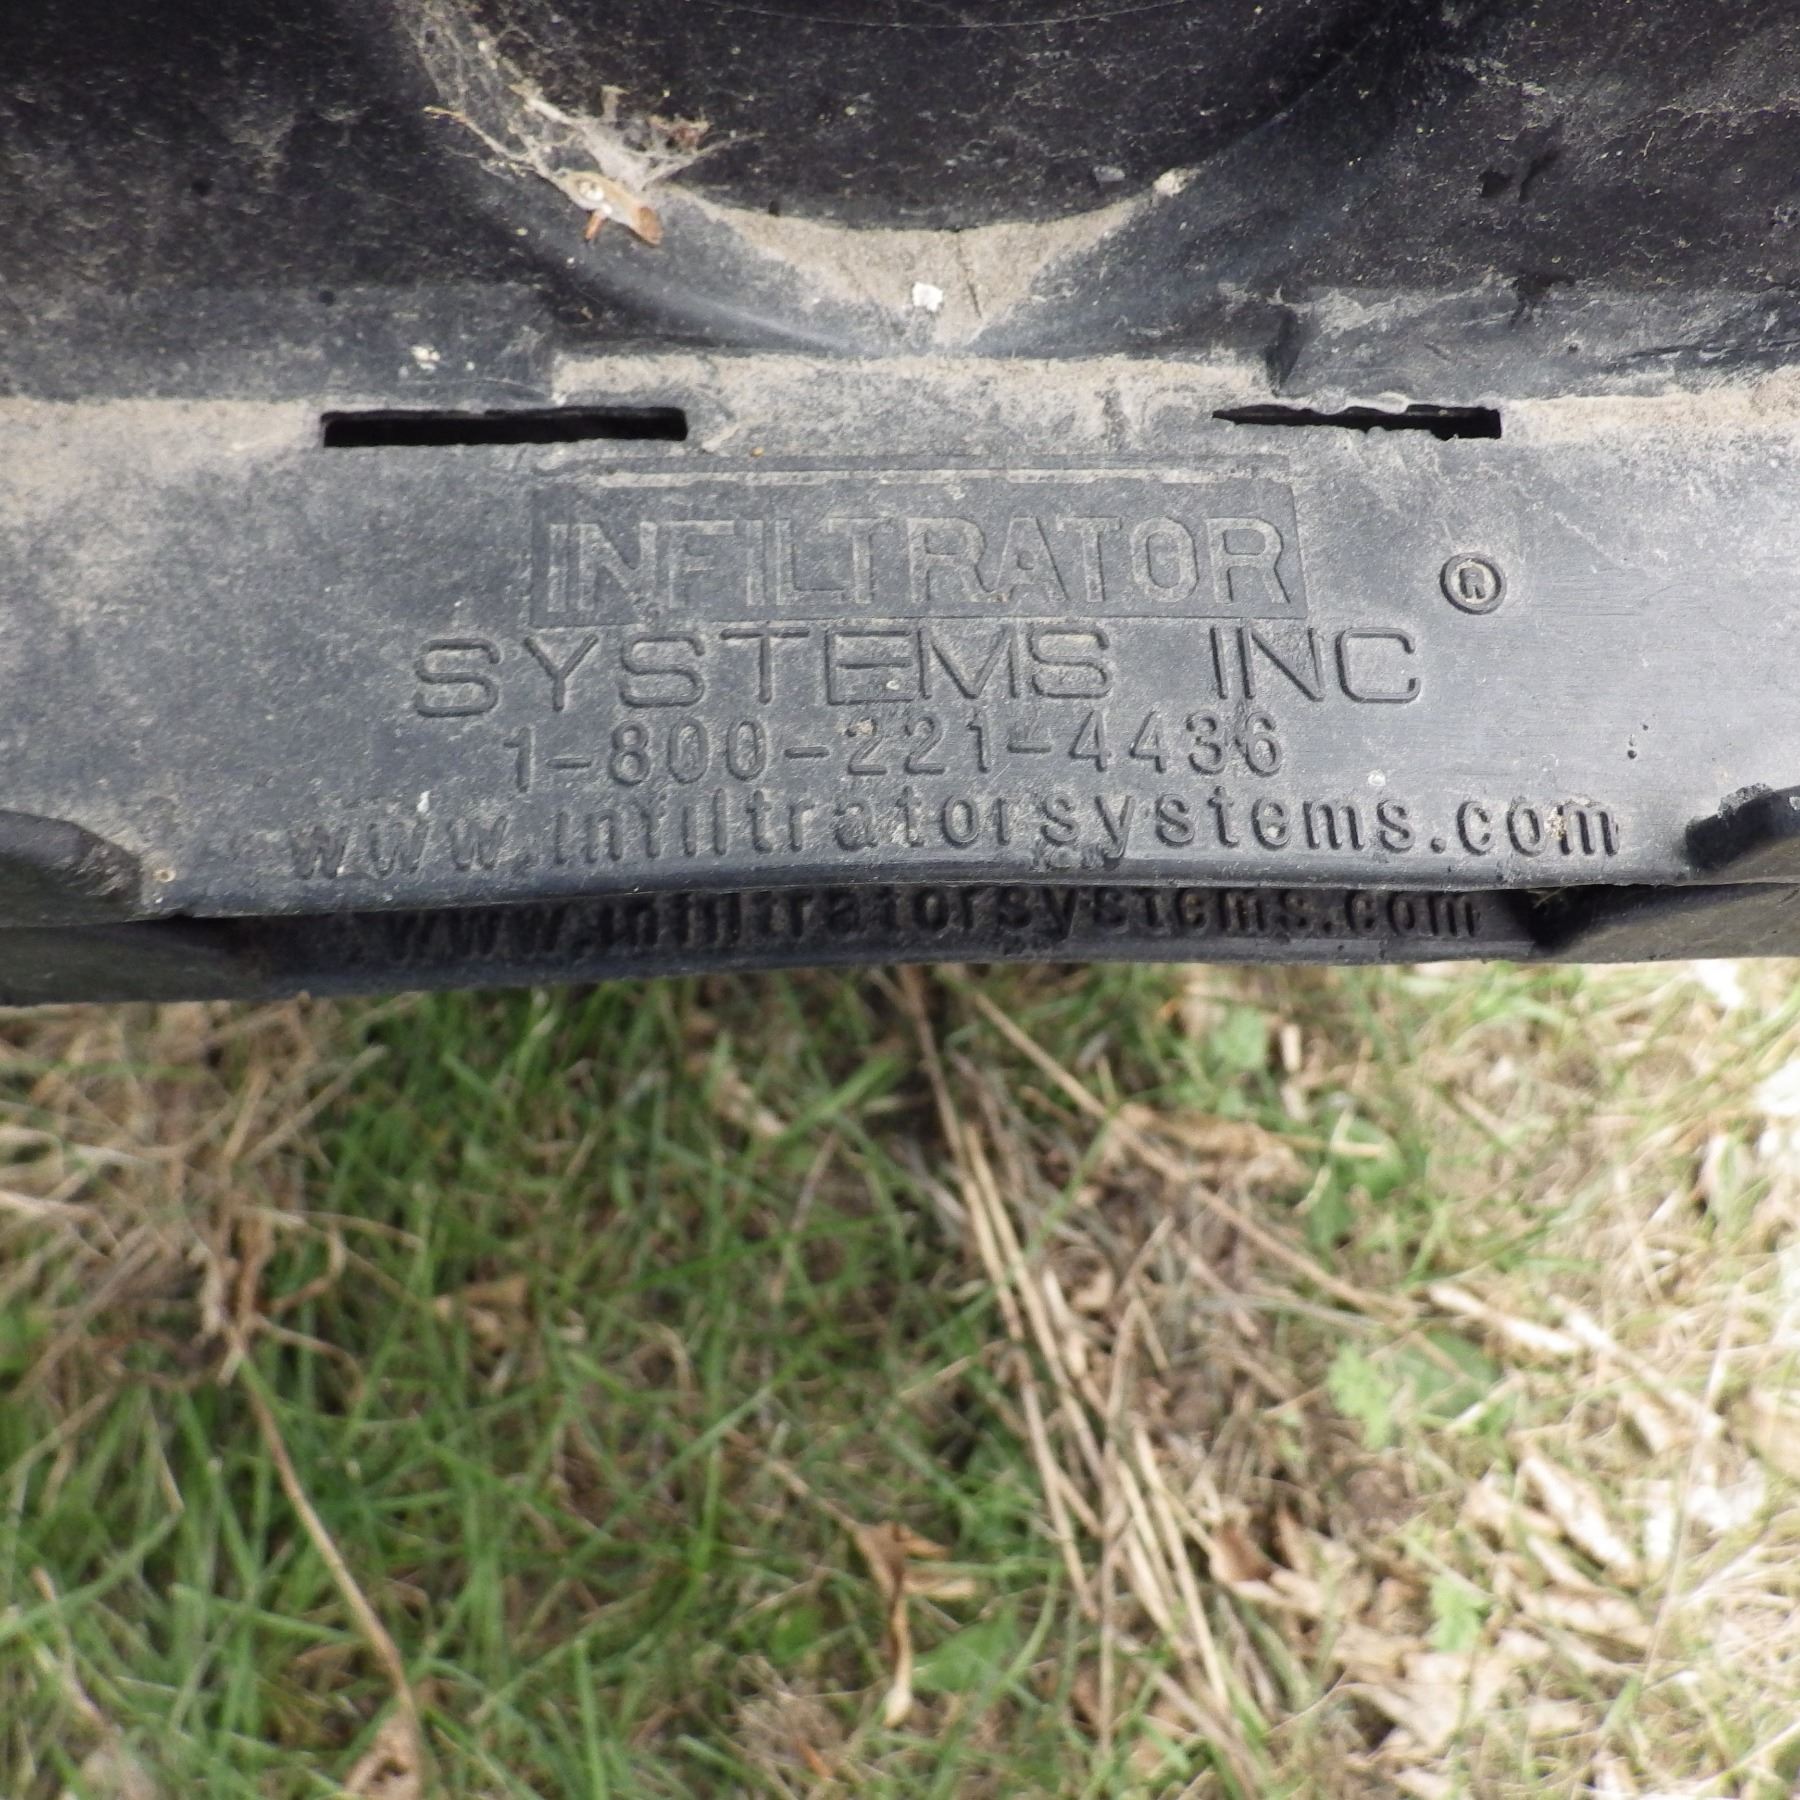 INFILTRATOR ®
SYSTEMS INC
1-800-221-4436
www.infiltratorsystems.com
www.infiltratorsystems.com